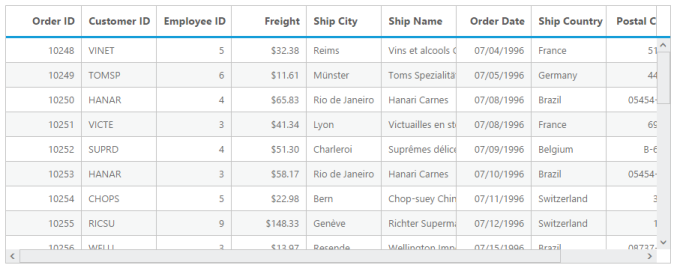 Order ID Customer ID Employee ID Freight Ship City Ship Name Order Date Ship Country Postal C
10248 VINET 5 $32.38 Reims Vins et alcools C 07/04/1996 France 51
10249 TOMSP 6 $11.61 Münster Toms Spezialitä 07/05/1996 Germany 44
10250 HANAR 4 $65.83 Rio de Janeiro Hanari Carnes 07/08/1996 Brazil 05454-
10251 VICTE 3 $41.34 Lyon Victuailles en st 07/08/1996 France 69
10252 SUPRD 4 $51.30 Charleroi Suprêmes délice 07/09/1996 Belgium B-6
10253 HANAR 3 $58.17 Rio de Janeiro Hanari Carnes 07/10/1996 Brazil 05454-
10254 CHOPS 5 $22.98 Bern Chop-suey Chin 07/11/1996 Switzerland 3
10255 RICSU 9 $148.33 Genève Richter Superma 07/12/1996 Switzerland 1
10256 WELLI 3 $13.97 Resende Wellington Imp 07/15/1996 Brazil 08737-